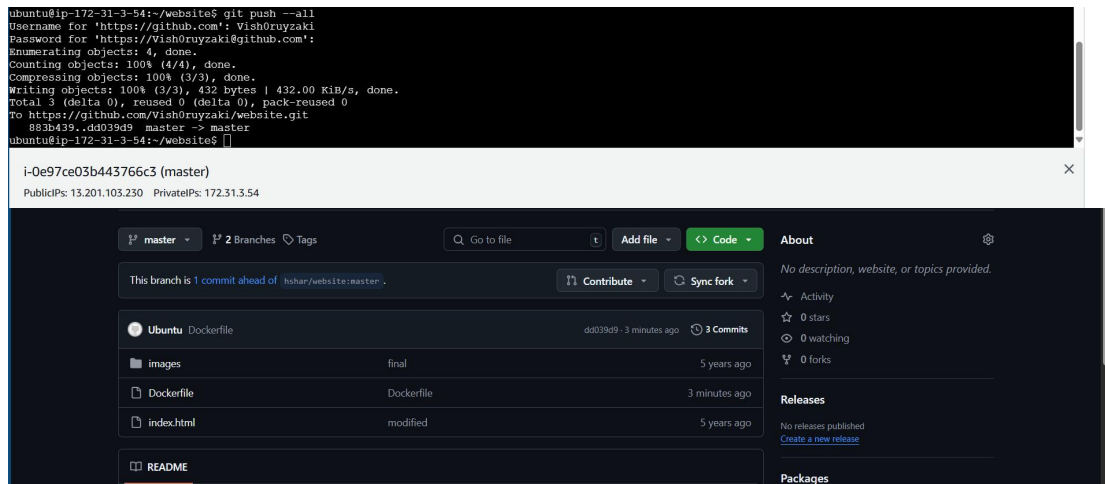 ubuntu@ip-172-31-3-54:~/website$ git push --all
Username for 'https://github.com': Vish0ruyzaki
Password for 'https://Vish0ruyzaki@github.com':
Enumerating objects: 4, done.
Counting objects: 100% (4/4), done.
Compressing objects: 100% (3/3), done.
Writing objects: 100% (3/3), 432 bytes | 432.00 KiB/s, done.
Total 3 (delta 0), reused 0 (delta 0), pack-reused 0
To https://github.com/Vish0ruyzaki/website.git
883b439..dd039d9 master -> master
ubuntu@ip-172-31-3-54:~/website$
i-0e97ce03b443766c3 (master)
PublicIPs: 13.201.103.230 PrivateIPs: 172.31.3.54
master 2 Branches Tags Go to file t Add file <> Code
This branch is 1 commit ahead of hshar/website:master .
Contribute Sync fork
Ubuntu Dockerfile dd039d9 · 3 minutes ago 3 Commits
images final 5 years ago
Dockerfile Dockerfile 3 minutes ago
index.html modified 5 years ago
README
About
No description, website, or topics provided.
Activity
0 stars
0 watching
0 forks
Releases
No releases published
Create a new release
Packages